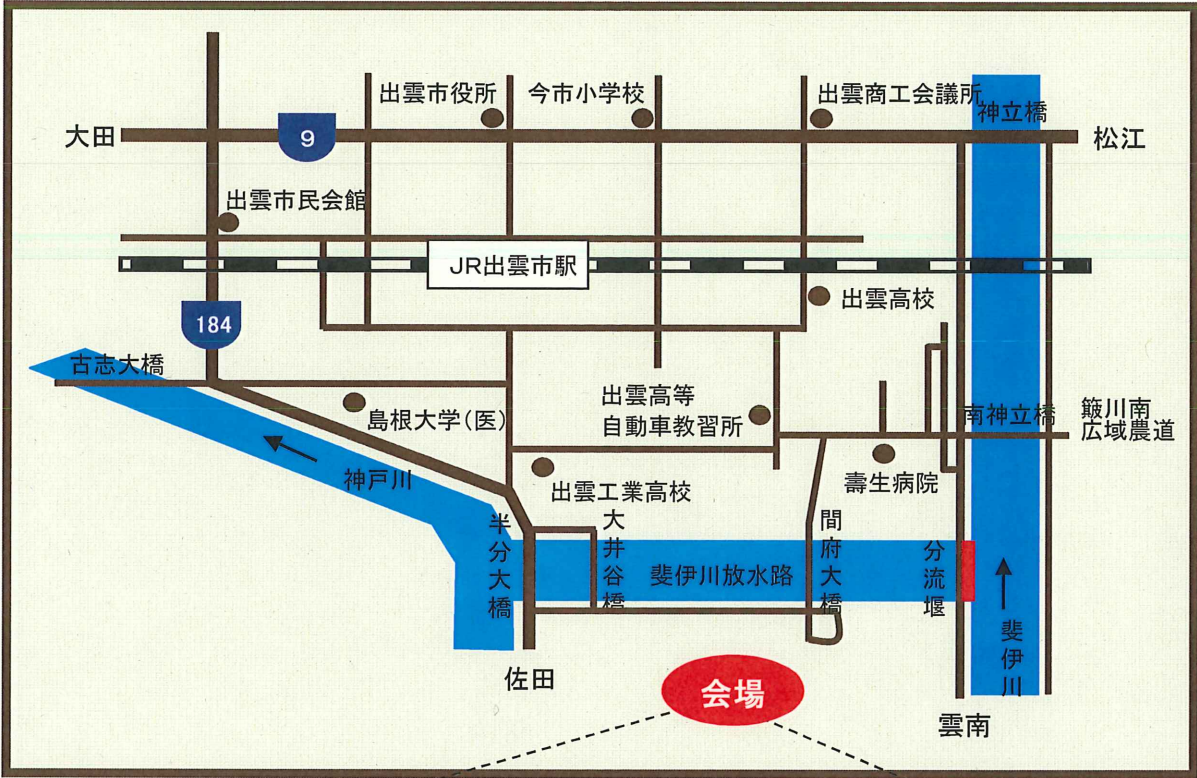 出雲市役所
今市小学校
出雲商工会議所
神立橋
大田
9
松江
出雲市民会館
JR出雲市駅
出雲高校
184
古志大橋
島根大学(医)
出雲高等
自動車教習所
南神立橋
簸川南
広域農道
神戸川
出雲工業高校
壽生病院
半分大橋
大井谷橋
斐伊川放水路
間府大橋
分流堰
斐伊川
佐田
会場
雲南